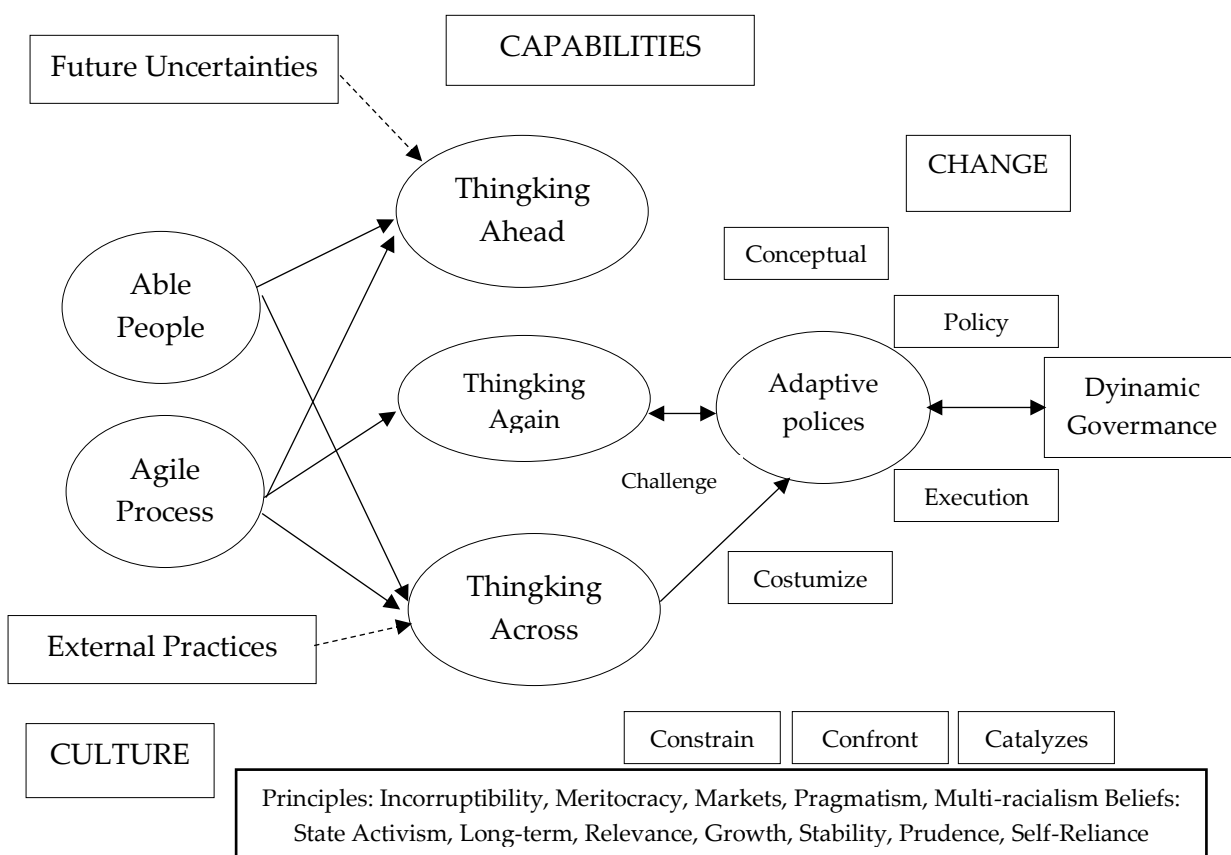 CAPABILITIES
Future Uncertainties
CHANGE
Thingking
Ahead
Conceptual
Able
People
Policy
Thingking
Again
Adaptive
polices
Dyinamic
Govermance
Agile
Process
Challenge
Execution
Costumize
Thingking
Across
External Practices
CULTURE
Constrain
Confront
Catalyzes
Principles: Incorruptibility, Meritocracy, Markets, Pragmatism, Multi-racialism Beliefs:
State Activism, Long-term, Relevance, Growth, Stability, Prudence, Self-Reliance